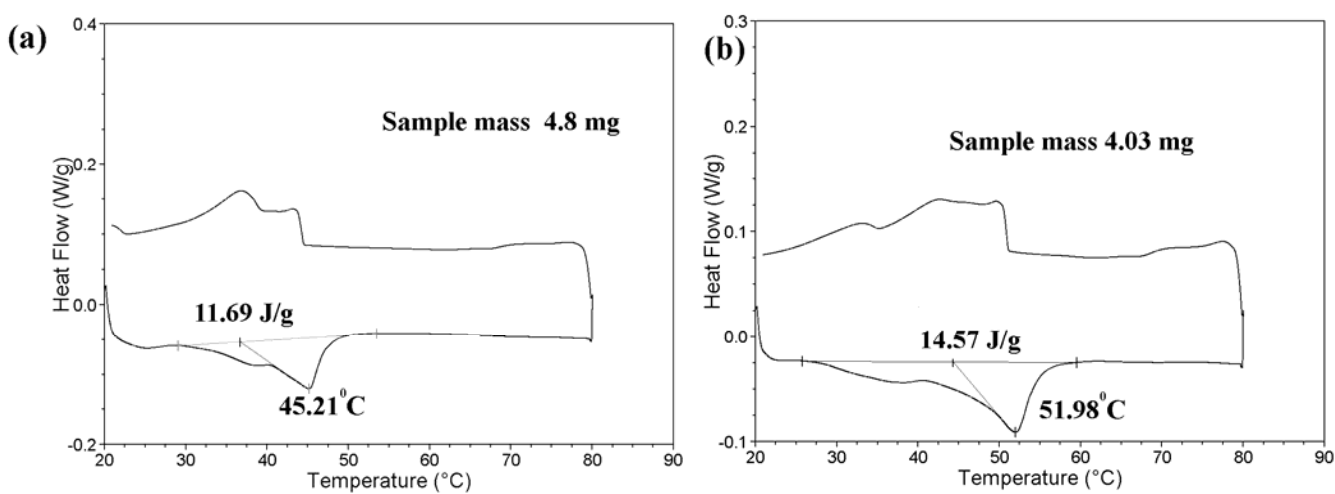 (a)
0.4
0.2
0.0
-0.2
Heat Flow (W/g)
Sample mass 4.8 mg
11.69 J/g
45.21⁰C
20 30 40 50 60 70 80 90
Temperature (°C)
(b)
0.3
0.2
0.1
0.0
-0.1
Heat Flow (W/g)
Sample mass 4.03 mg
14.57 J/g
51.98⁰C
20 30 40 50 60 70 80 90
Temperature (°C)